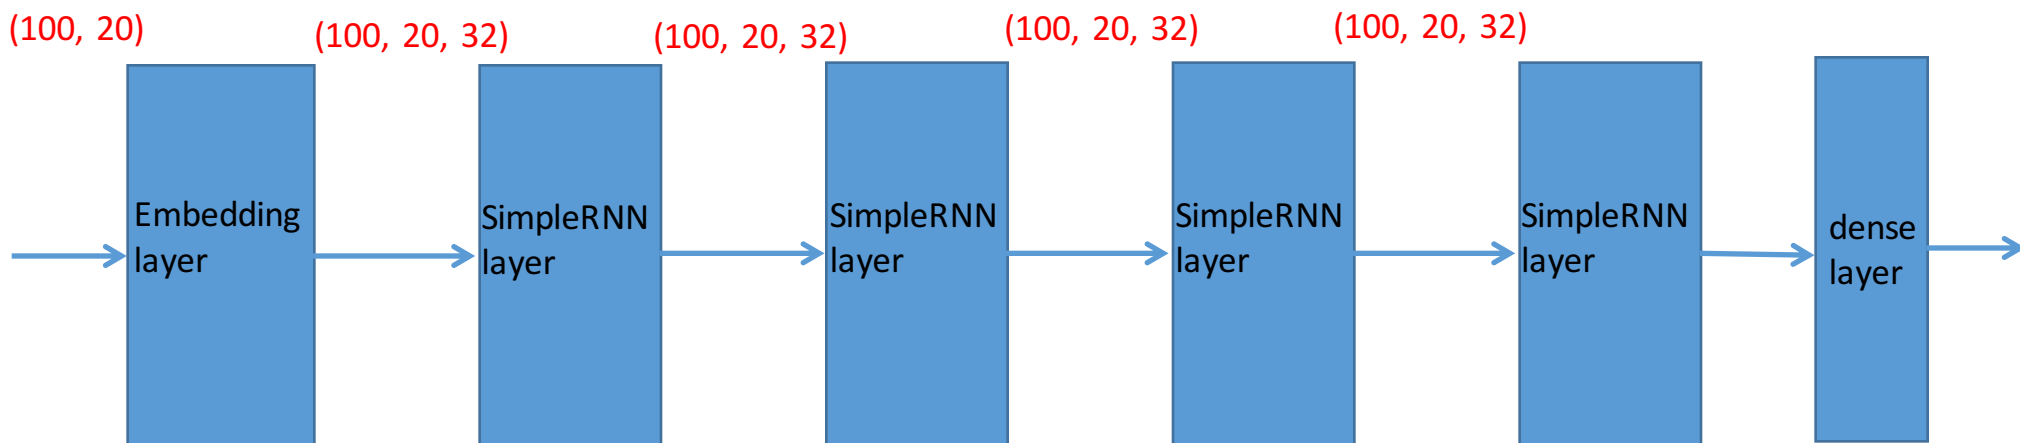 (100, 20)
(100, 20, 32)
(100, 20, 32)
(100, 20, 32)
(100, 20, 32)
Embedding
layer
SimpleRNN
layer
SimpleRNN
layer
SimpleRNN
layer
SimpleRNN
layer
dense
layer